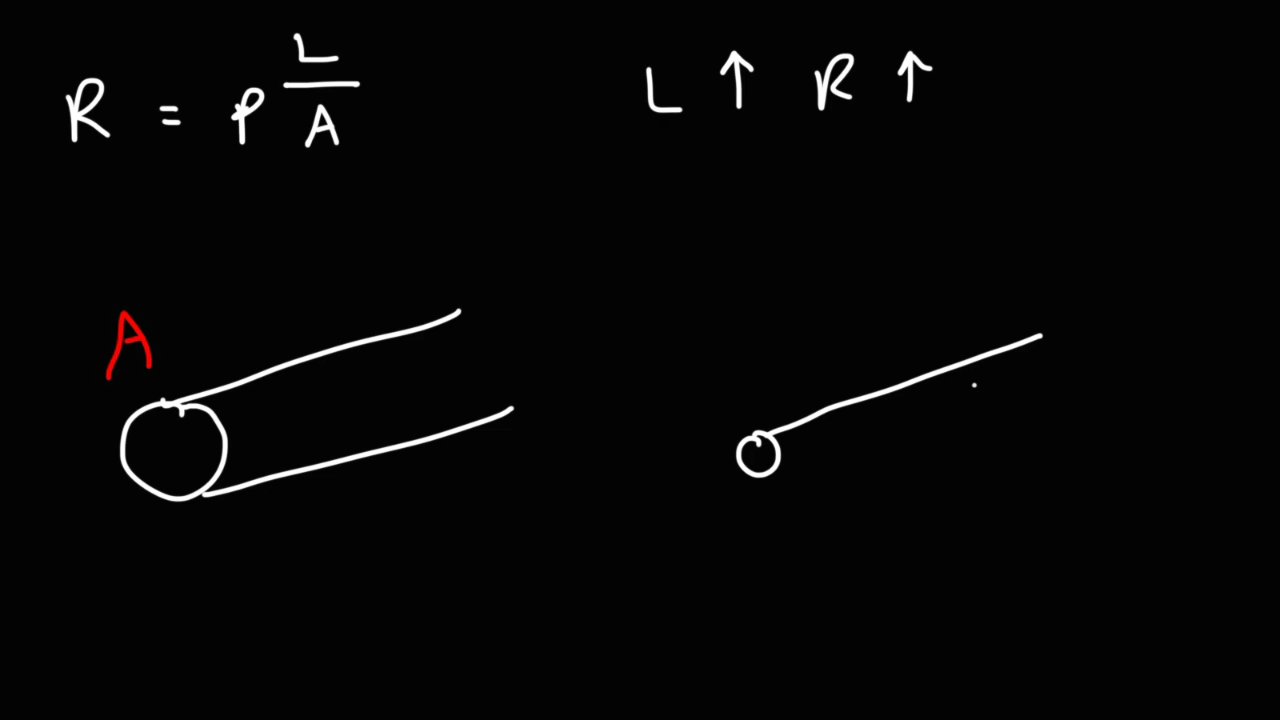 R = ρ L/A
L ↑ R ↑
A